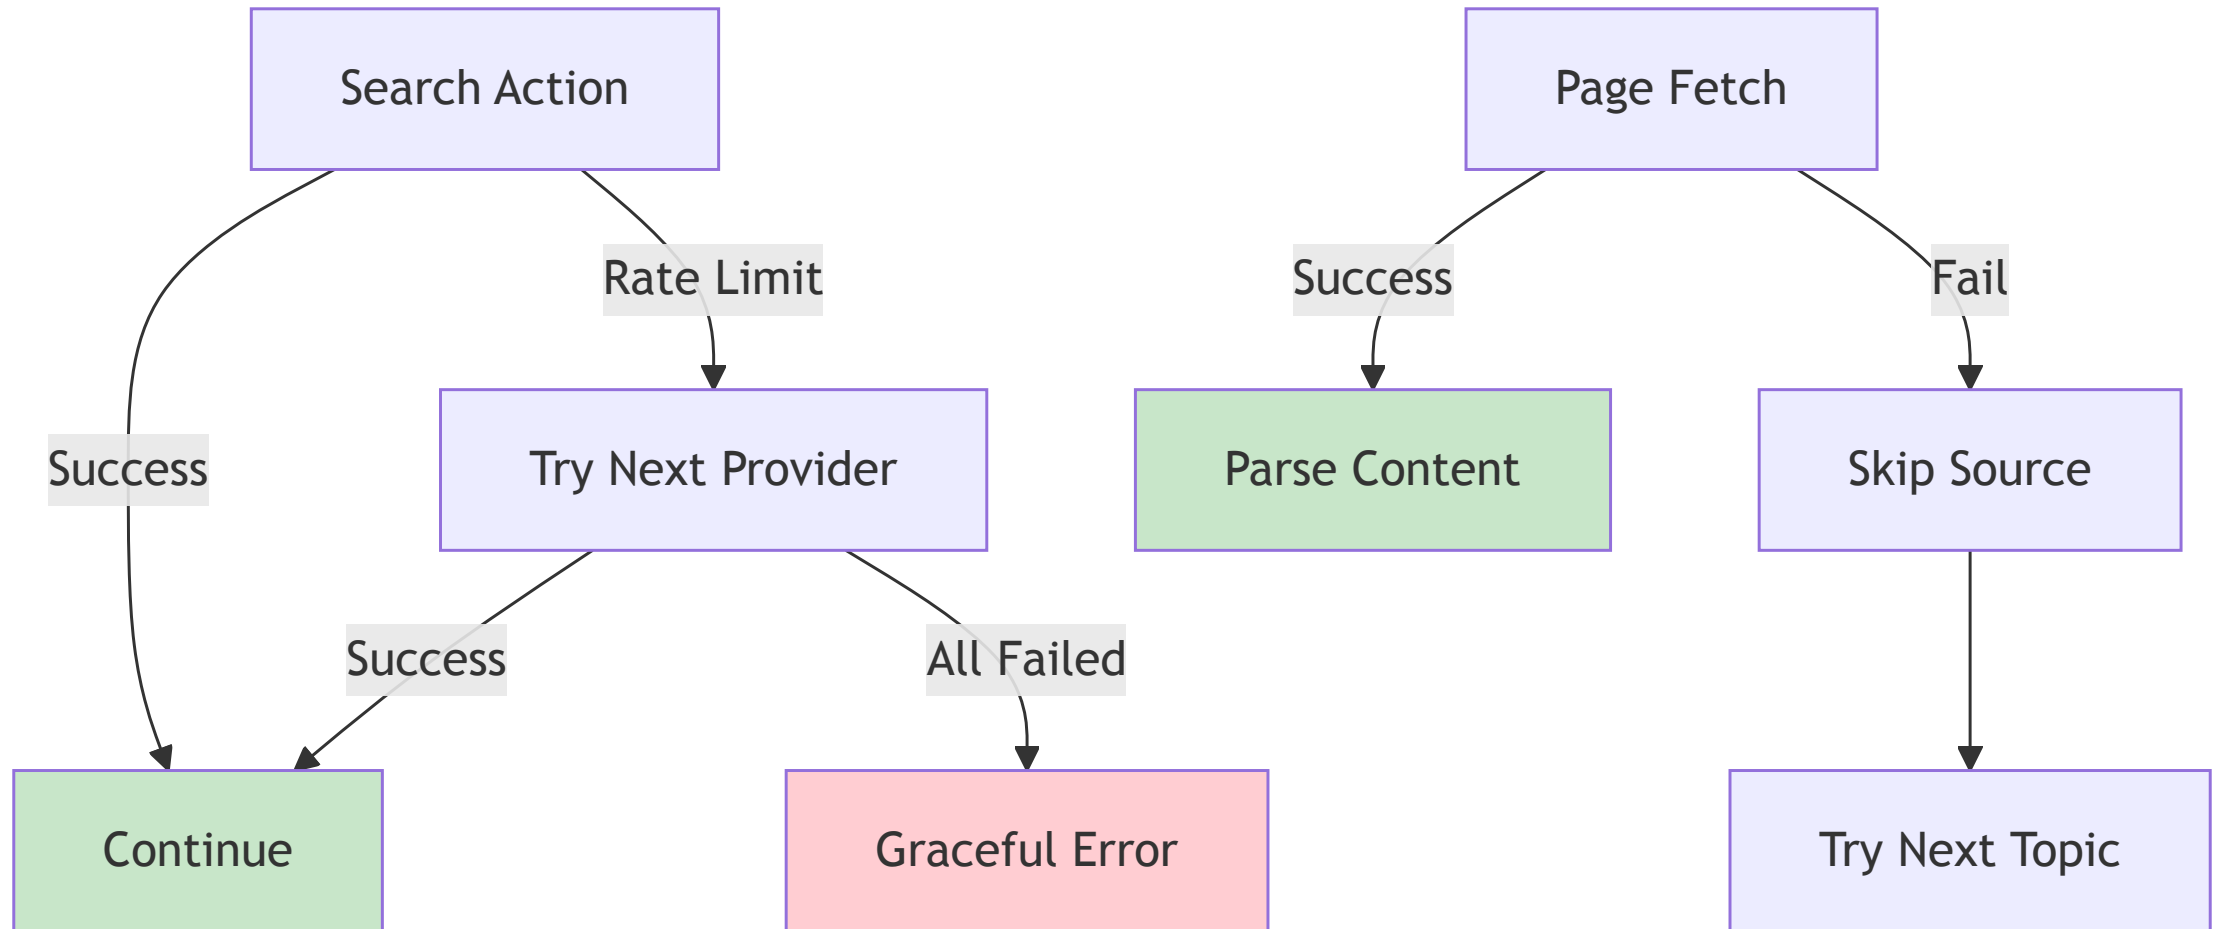 Search Action
Page Fetch
Rate Limit
Success
Fail
Success
Try Next Provider
Parse Content
Skip Source
Success
All Failed
Continue
Graceful Error
Try Next Topic